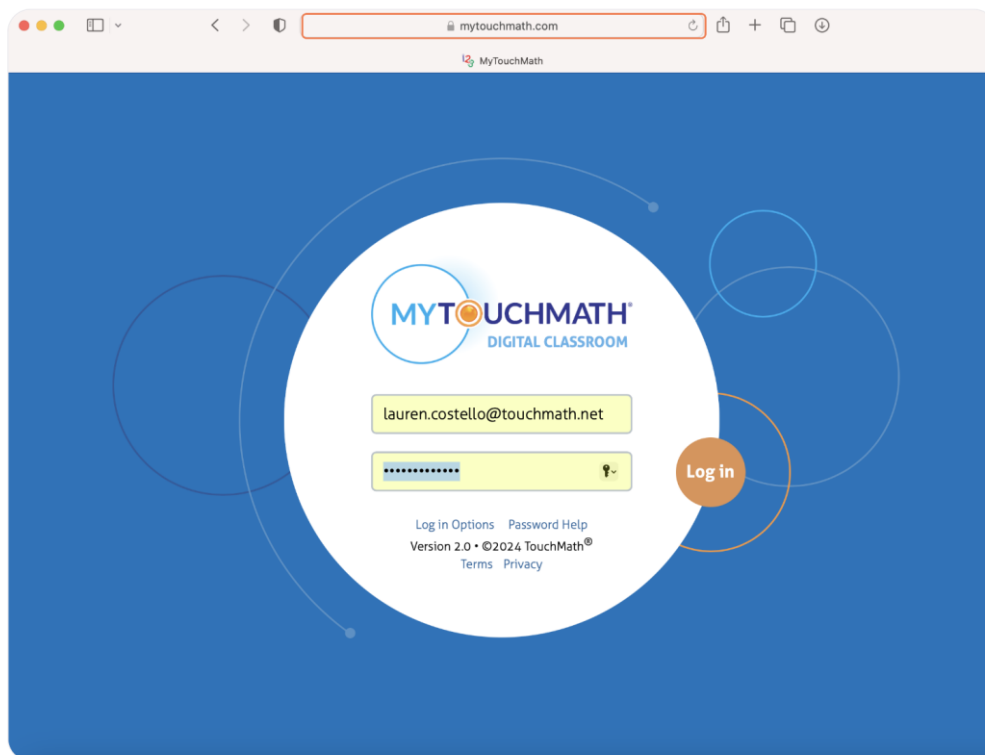 mytouchmath.com
123 MyTouchMath
MYTOUCHMATH®
DIGITAL CLASSROOM
lauren.costello@touchmath.net
•••••••••••••
Log in
Log in Options Password Help
Version 2.0 • ©2024 TouchMath®
Terms Privacy